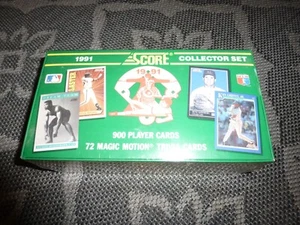 1991
SCORE
COLLECTOR SET
1991
900 PLAYER CARDS
72 MAGIC MOTION TRIVIA CARDS